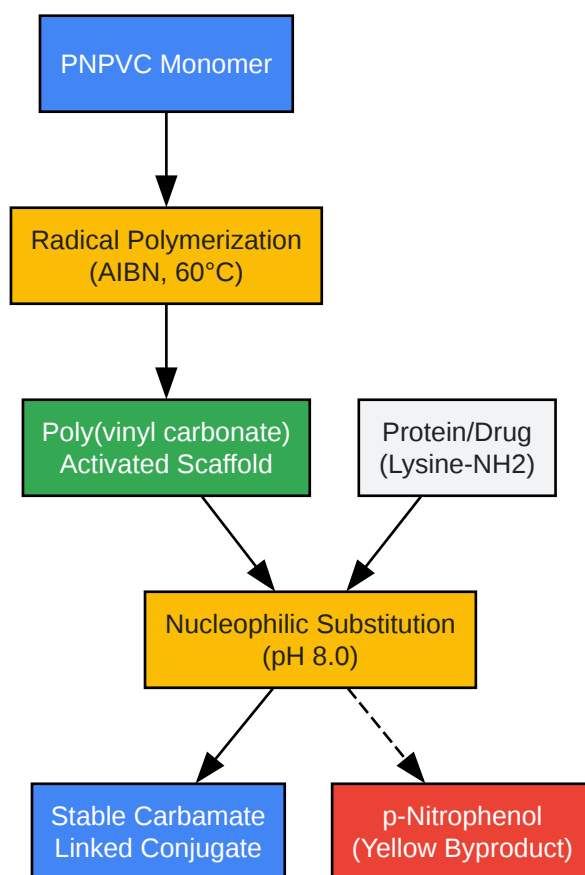 PNPVC Monomer
Radical Polymerization
(AIBN, 60°C)
Poly(vinyl carbonate)
Activated Scaffold
Protein/Drug
(Lysine-NH2)
Nucleophilic Substitution
(pH 8.0)
Stable Carbamate
Linked Conjugate
p-Nitrophenol
(Yellow Byproduct)